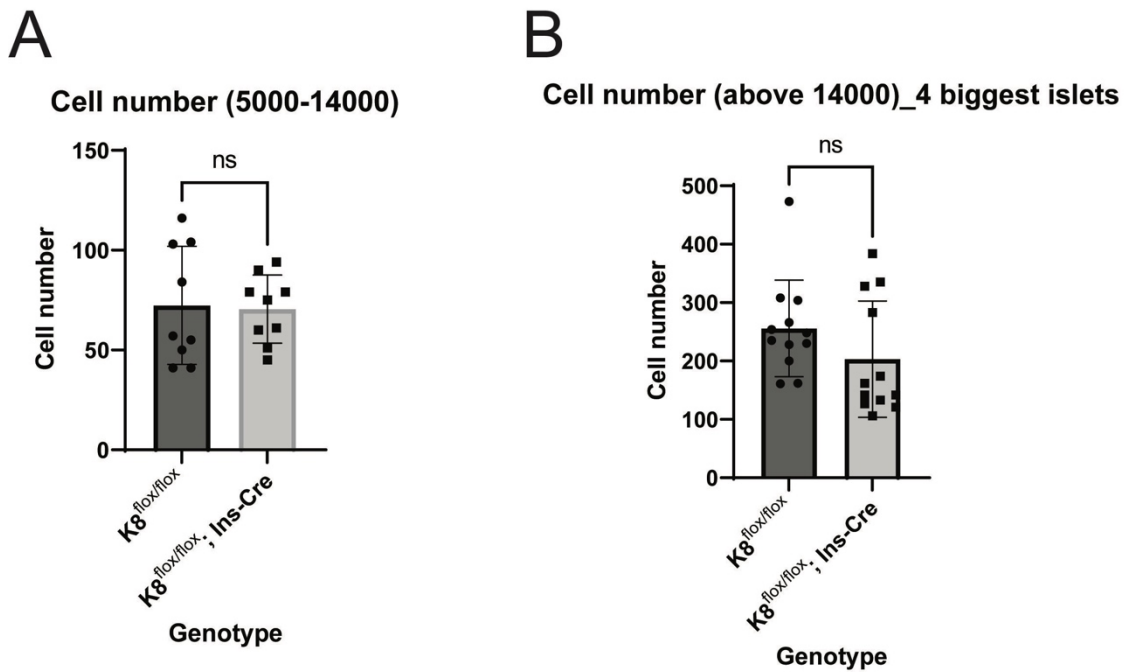 A
Cell number (5000-14000)
150
100
50
0
Cell number
ns
K8flox/flox
K8flox/flox; Ins-Cre
Genotype
B
Cell number (above 14000)_4 biggest islets
500
400
300
200
100
0
Cell number
ns
K8flox/flox
K8flox/flox; Ins-Cre
Genotype